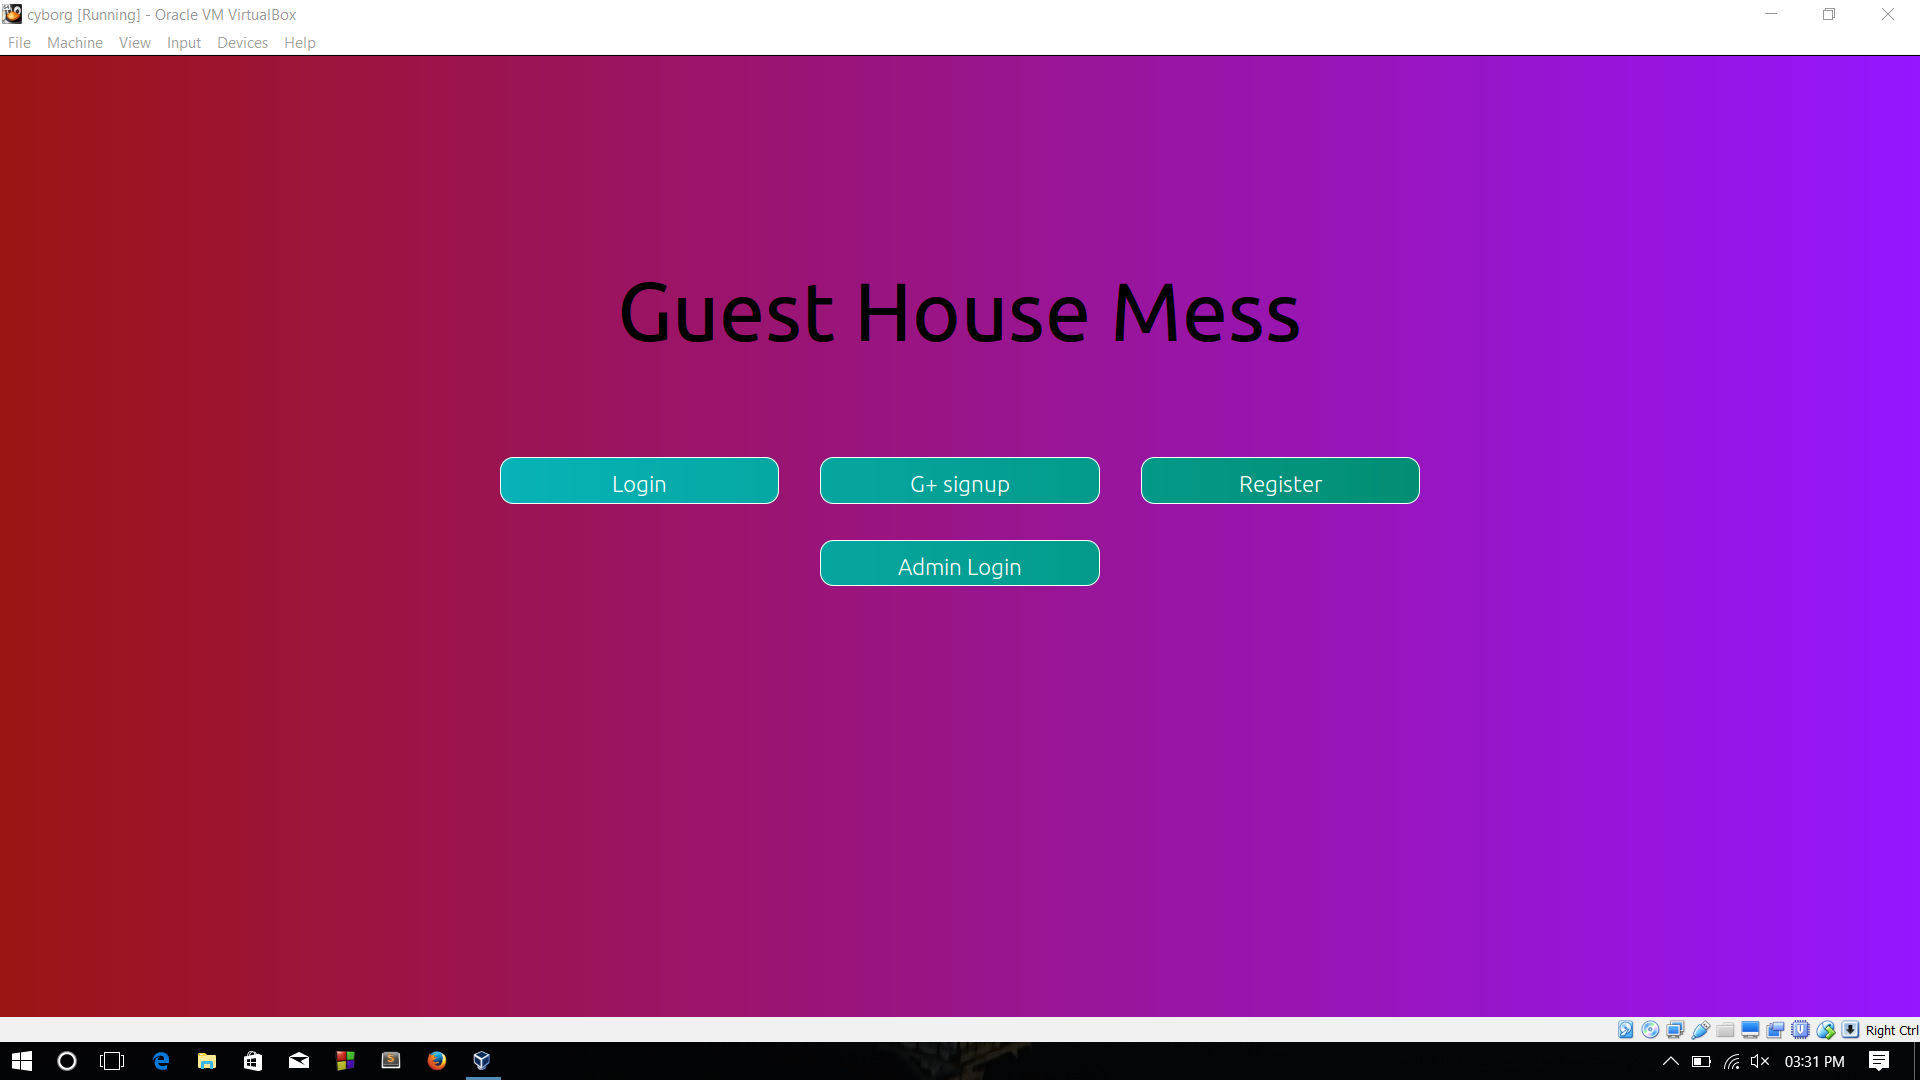 cyborg [Running] - Oracle VM VirtualBox
File Machine View Input Devices Help
Guest House Mess
Login G+ signup Register
Admin Login
Right Ctrl
03:31 PM